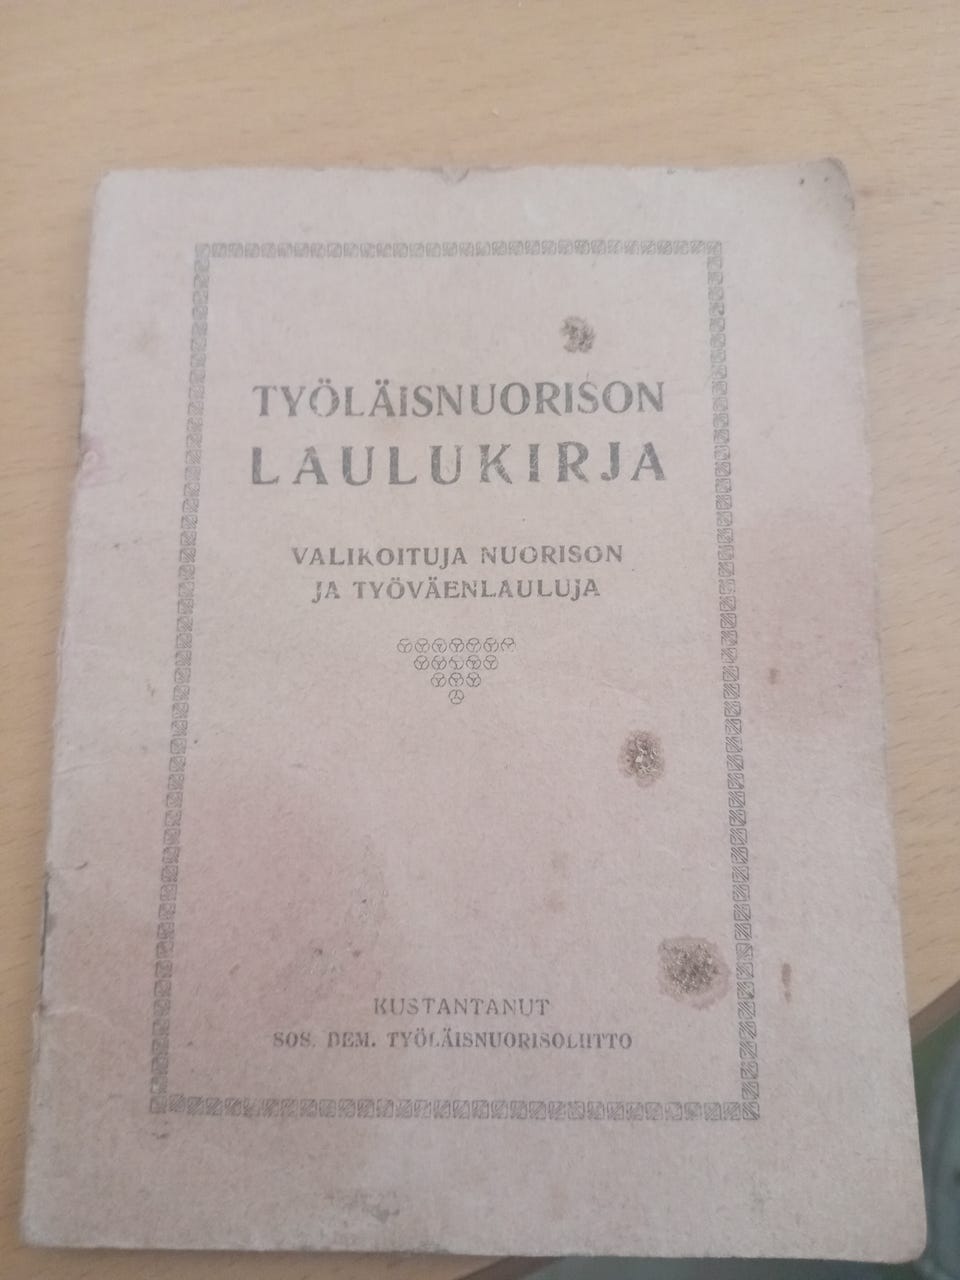 TYÖLÄISNUORISON
LAULUKIRJA
VALIKOITUJA NUORISON
JA TYÖVÄENLAULUJA
KUSTANTANUT
SOS. DEM. TYÖLÄISNUORISOLIITTO